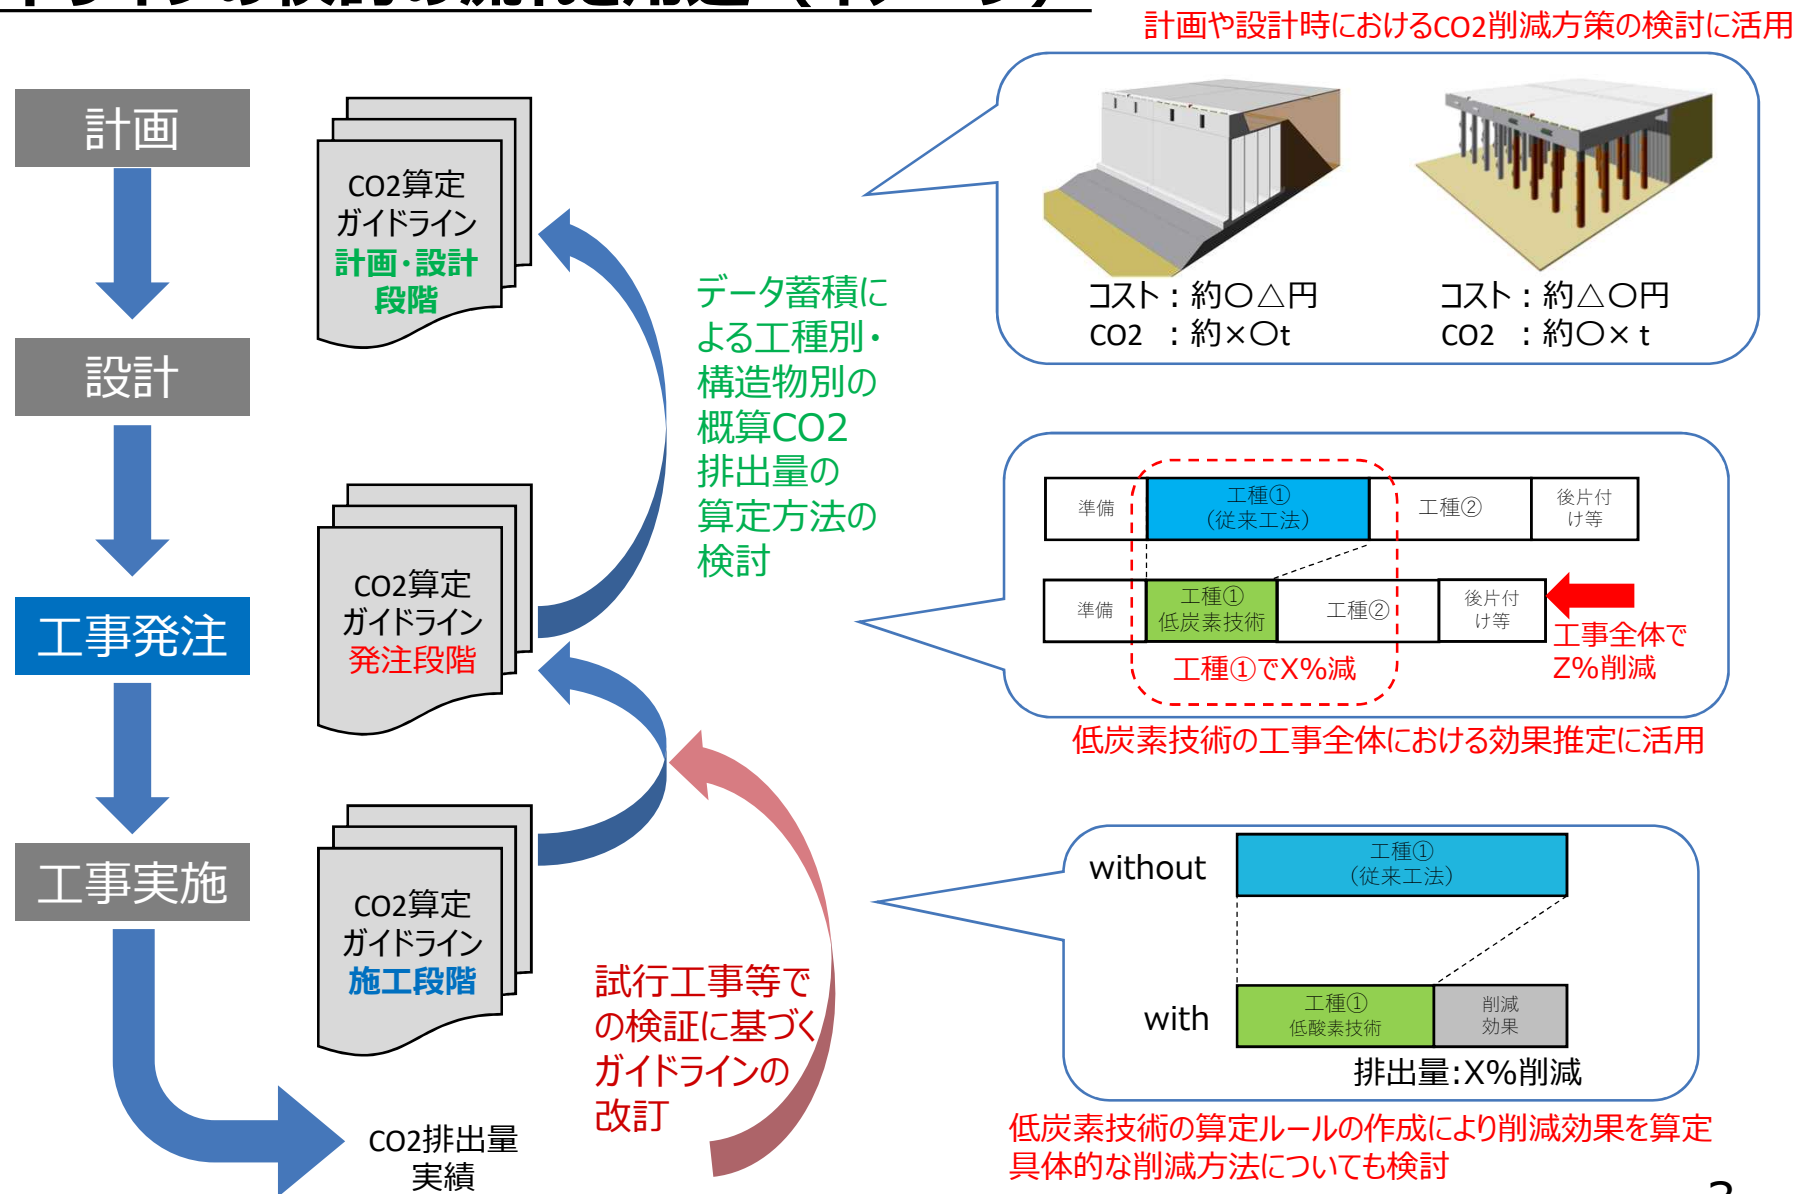 計画や設計時におけるCO2削減方策の検討に活用
計画
設計
工事発注
工事実施
CO2排出量
実績
CO2算定
ガイドライン
計画・設計
段階
CO2算定
ガイドライン
発注段階
CO2算定
ガイドライン
施工段階
データ蓄積に
よる工種別・
構造物別の
概算CO2
排出量の
算定方法の
検討
試行工事等で
の検証に基づく
ガイドラインの
改訂
コスト：約〇△円
CO2 ：約×〇t
コスト：約△〇円
CO2 ：約〇×t
準備
工種①
（従来工法）
工種②
後片付
け等
準備
工種①
低炭素技術
工種②
後片付
け等
工種①でX%減
工事全体で
Z%削減
低炭素技術の工事全体における効果推定に活用
without
工種①
（従来工法）
with
工種①
低酸素技術
削減
効果
排出量:X%削減
低炭素技術の算定ルールの作成により削減効果を算定
具体的な削減方法についても検討